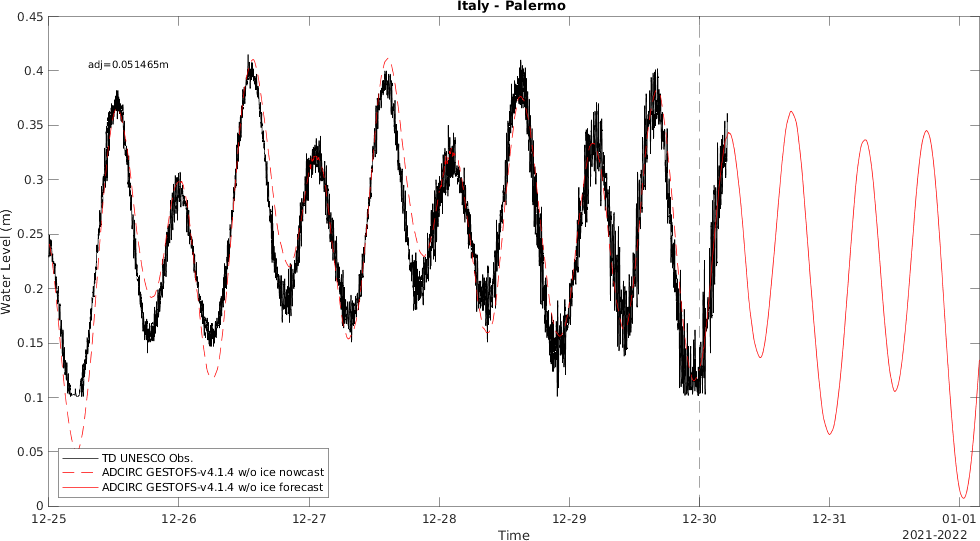 Italy - Palermo
0.45
0.4
0.35
0.3
0.25
0.2
0.15
0.1
0.05
0
Water Level (m)
adj=0.051465m
TD UNESCO Obs.
ADCIRC GESTOFS-v4.1.4 w/o ice nowcast
ADCIRC GESTOFS-v4.1.4 w/o ice forecast
12-25 12-26 12-27 12-28 12-29 12-30 12-31 01-01
Time
2021-2022